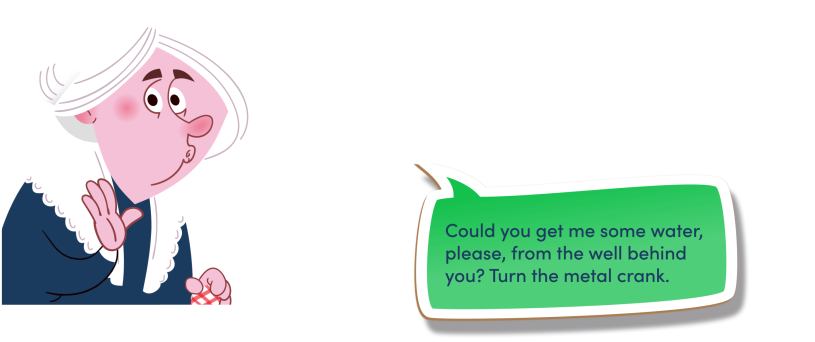 Could you get me some water,
please, from the well behind
you? Turn the metal crank.